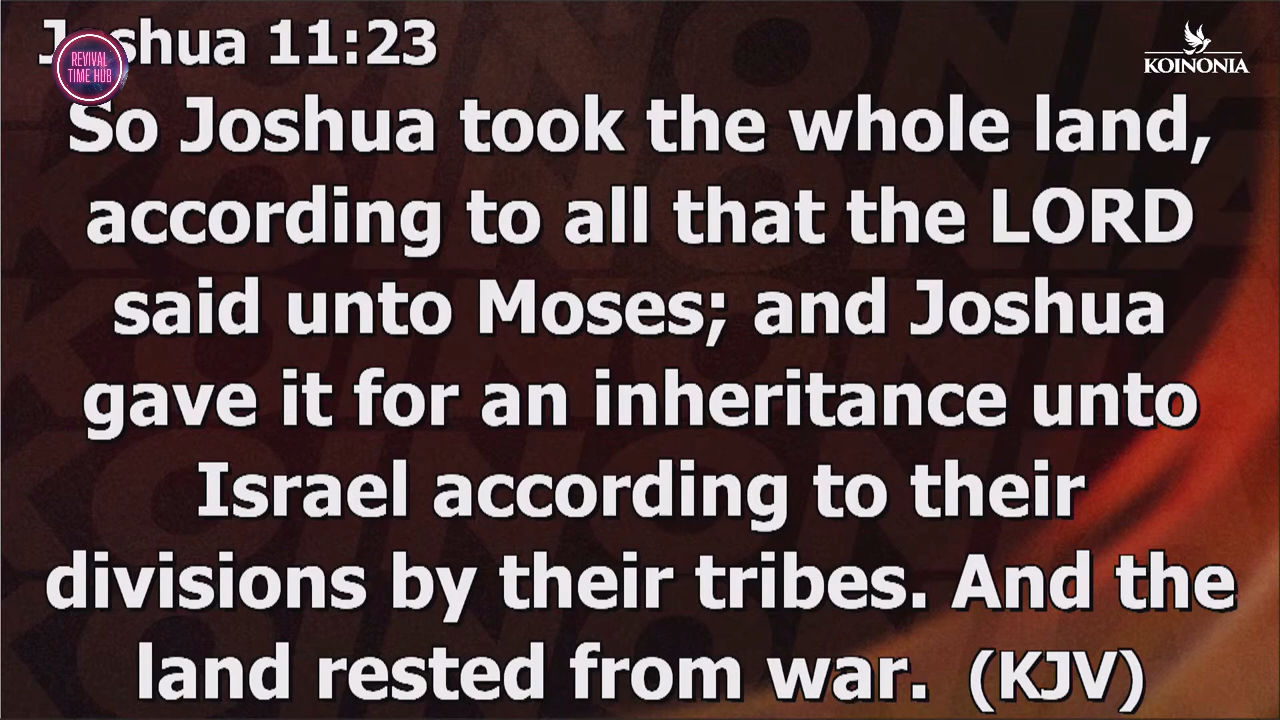 Joshua 11:23
REVIVAL
TIME HUB
KOINONIA
So Joshua took the whole land,
according to all that the LORD
said unto Moses; and Joshua
gave it for an inheritance unto
Israel according to their
divisions by their tribes. And the
land rested from war. (KJV)